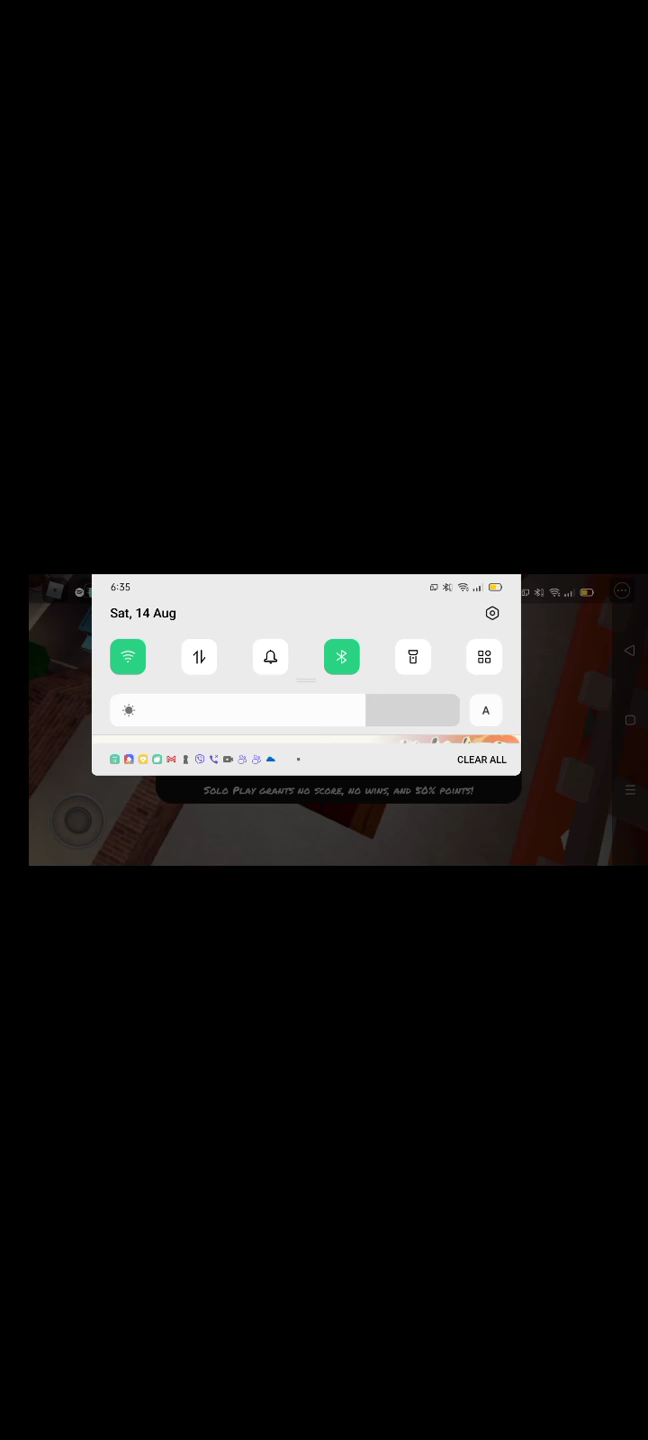 6:35
Sat, 14 Aug
A
CLEAR ALL
Solo Play grants no score, no wins, and 50% points!